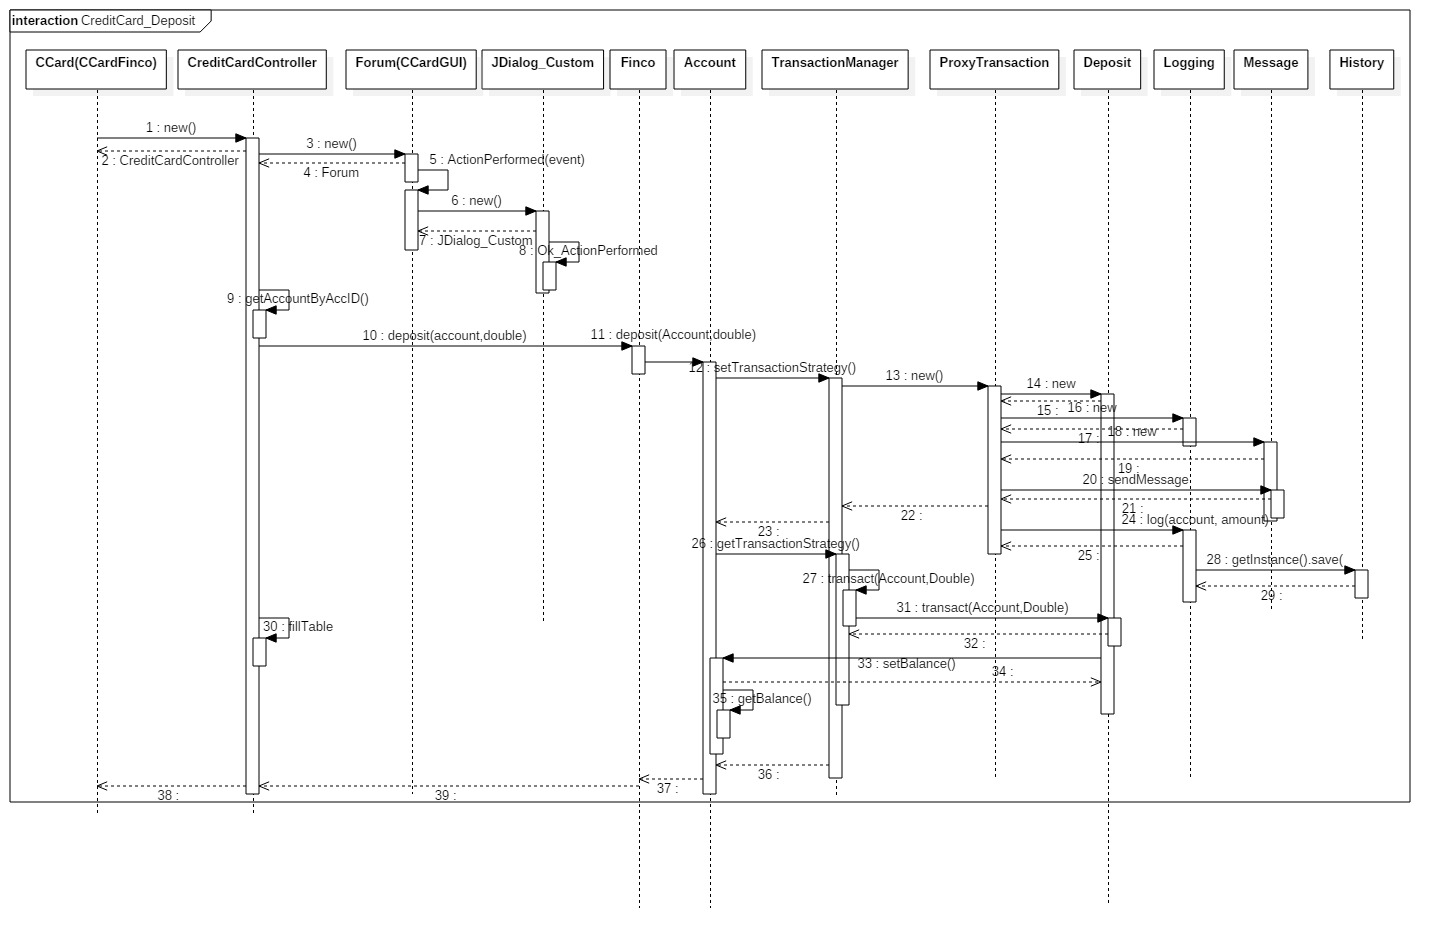 interaction CreditCard_Deposit
CCard(CCardFinco)
CreditCardController
Forum(CCardGUI)
JDialog_Custom
Finco
Account
TransactionManager
ProxyTransaction
Deposit
Logging
Message
History
1 : new()
2 : CreditCardController
3 : new()
4 : Forum
5 : ActionPerformed(event)
6 : new()
7 : JDialog_Custom
8 : Ok_ActionPerformed
9 : getAccountByAccID()
10 : deposit(account,double)
11 : deposit(Account,double)
12 : setTransactionStrategy()
13 : new()
14 : new
15 :
16 : new
17 :
18 : new
19 :
20 : sendMessage
21 :
22 :
23 :
24 : log(account, amount)
25 :
26 : getTransactionStrategy()
27 : transact(Account,Double)
28 : getInstance().save(
29 :
30 : fillTable
31 : transact(Account,Double)
32 :
33 : setBalance()
34 :
35 : getBalance()
36 :
37 :
38 :
39 :